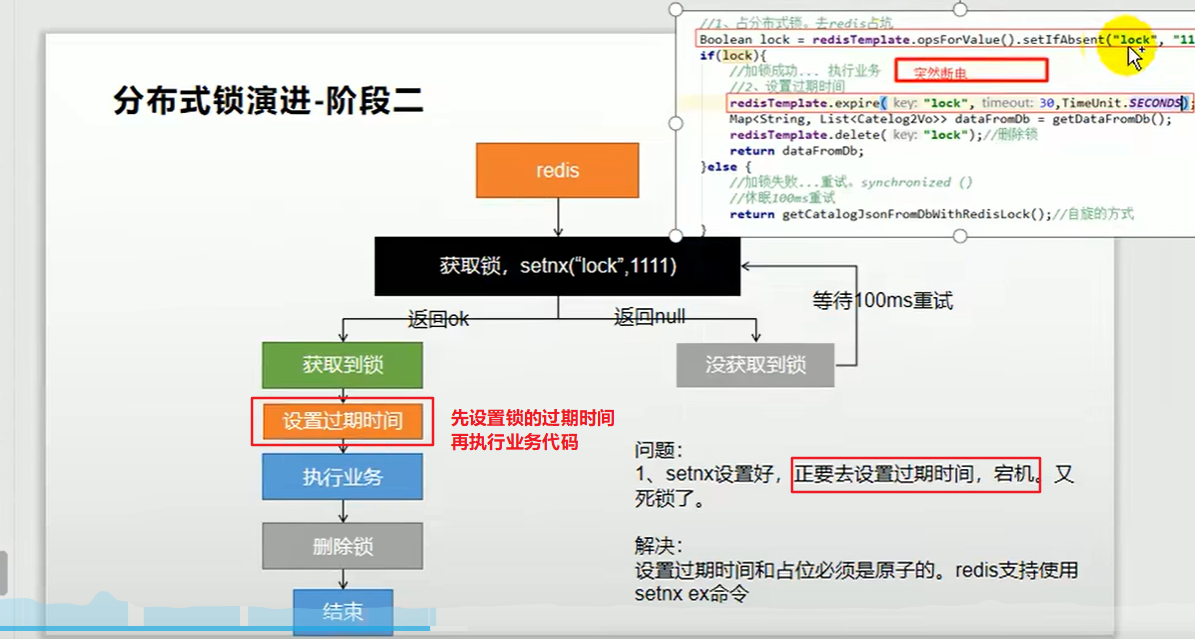 分布式锁演进-阶段二
//1、占分布式锁。去redis占坑
Boolean lock = redisTemplate.opsForValue().setIfAbsent("lock", "11
if(lock){
//加锁成功... 执行业务
突然断电
//2、设置过期时间
redisTemplate.expire( key: "lock", timeout: 30,TimeUnit.SECONDS);
Map<String, List<Catelog2Vo>> dataFromDb = getDataFromDb();
redisTemplate.delete( key: "lock");//删除锁
return dataFromDb;
}else {
//加锁失败...重试。synchronized ()
//休眠100ms重试
return getCatalogJsonFromDbWithRedisLock();//自旋的方式
}
redis
获取锁，setnx(“lock”,1111)
返回ok
返回null
等待100ms重试
获取到锁
没获取到锁
设置过期时间
先设置锁的过期时间
再执行业务代码
执行业务
删除锁
结束
问题：
1、setnx设置好，正要去设置过期时间，宕机。又
死锁了。
解决：
设置过期时间和占位必须是原子的。redis支持使用
setnx ex命令